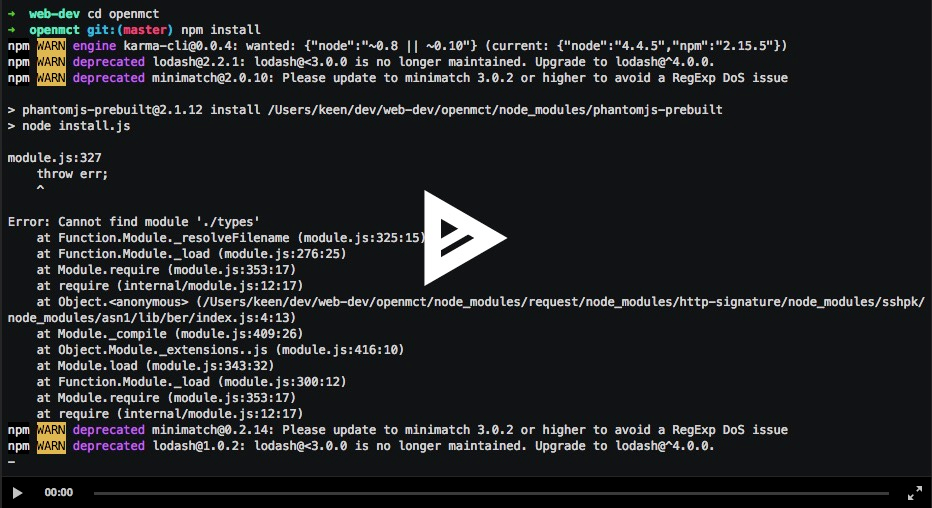 → web-dev cd openmct
→ openmct git:(master) npm install
npm WARN engine karma-cli@0.0.4: wanted: {"node":"~0.8 || ~0.10"} (current: {"node":"4.4.5","npm":"2.15.5"})
npm WARN deprecated lodash@2.2.1: lodash@<3.0.0 is no longer maintained. Upgrade to lodash@^4.0.0.
npm WARN deprecated minimatch@2.0.10: Please update to minimatch 3.0.2 or higher to avoid a RegExp DoS issue
> phantomjs-prebuilt@2.1.12 install /Users/keen/dev/web-dev/openmct/node_modules/phantomjs-prebuilt
> node install.js
module.js:327
throw err;
^
Error: Cannot find module './types'
at Function.Module._resolveFilename (module.js:325:15)
at Function.Module._load (module.js:276:25)
at Module.require (module.js:353:17)
at require (internal/module.js:12:17)
at Object.<anonymous> (/Users/keen/dev/web-dev/openmct/node_modules/request/node_modules/http-signature/node_modules/sshpk/
node_modules/asn1/lib/ber/index.js:4:13)
at Module._compile (module.js:409:26)
at Object.Module._extensions..js (module.js:416:10)
at Module.load (module.js:343:32)
at Function.Module._load (module.js:300:12)
at Module.require (module.js:353:17)
at require (internal/module.js:12:17)
npm WARN deprecated minimatch@0.2.14: Please update to minimatch 3.0.2 or higher to avoid a RegExp DoS issue
npm WARN deprecated lodash@1.0.2: lodash@<3.0.0 is no longer maintained. Upgrade to lodash@^4.0.0.
00:00